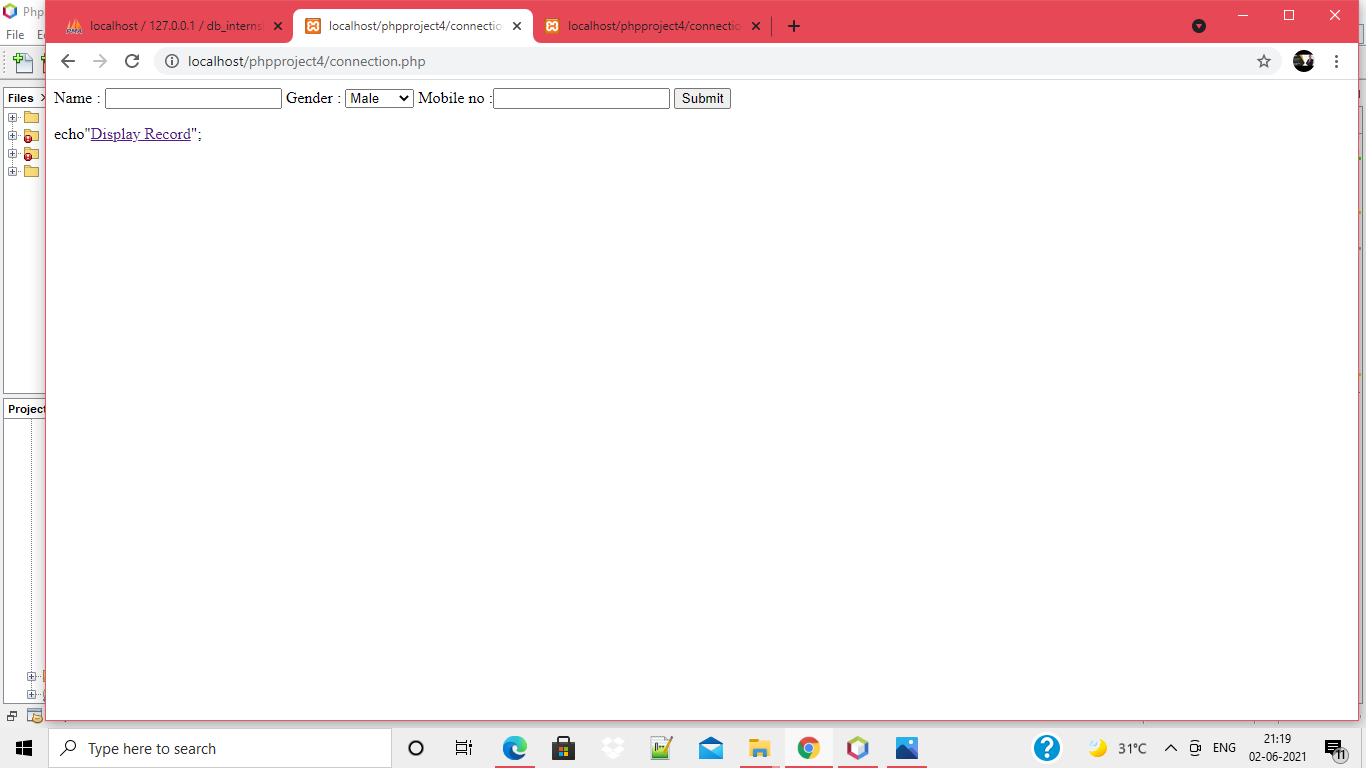 Php
localhost / 127.0.0.1 / db_interns
localhost/phpproject4/connectio
localhost/phpproject4/connectio
File
localhost/phpproject4/connection.php
Files
Name : Gender : Male Mobile no : Submit
echo"Display Record";
Project
Type here to search
31°C
ENG
21:19
02-06-2021
11